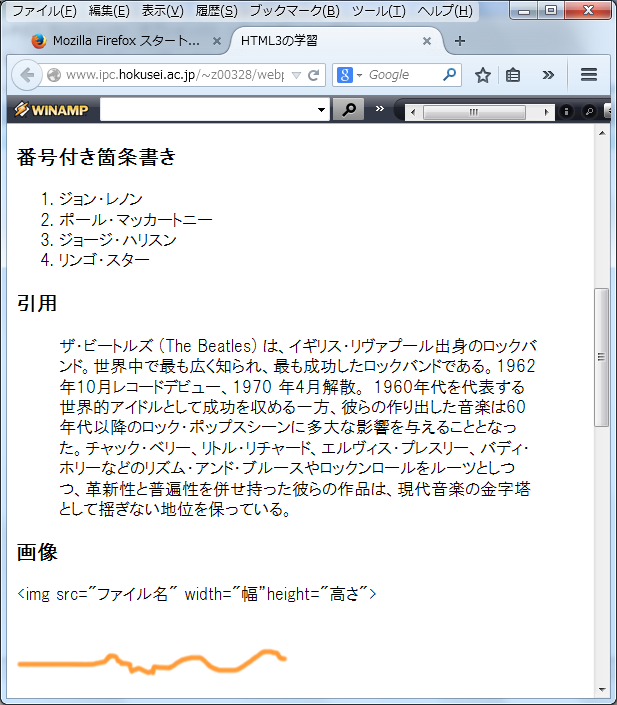 ファイル(F) 編集(E) 表示(V) 履歴(S) ブックマーク(B) ツール(T) ヘルプ(H)
Mozilla Firefox スタート... HTML3の学習
www.ipc.hokusei.ac.jp/~z00328/webp Google
WINAMP
番号付き箇条書き
1. ジョン・レノン
2. ポール・マッカートニー
3. ジョージ・ハリスン
4. リンゴ・スター
引用
ザ・ビートルズ (The Beatles) は、イギリス・リヴァプール出身のロックバ
ンド。世界中で最も広く知られ、最も成功したロックバンドである。1962
年10月レコードデビュー、1970 年4月解散。 1960年代を代表する
世界的アイドルとして成功を収める一方、彼らの作り出した音楽は60
年代以降のロック・ポップスシーンに多大な影響を与えることとなっ
た。チャック・ベリー、リトル・リチャード、エルヴィス・プレスリー、バディ・
ホリーなどのリズム・アンド・ブルースやロックンロールをルーツとしつ
つ、革新性と普遍性を併せ持った彼らの作品は、現代音楽の金字塔
として揺ぎない地位を保っている。
画像
<img src="ファイル名" width="幅"height="高さ">